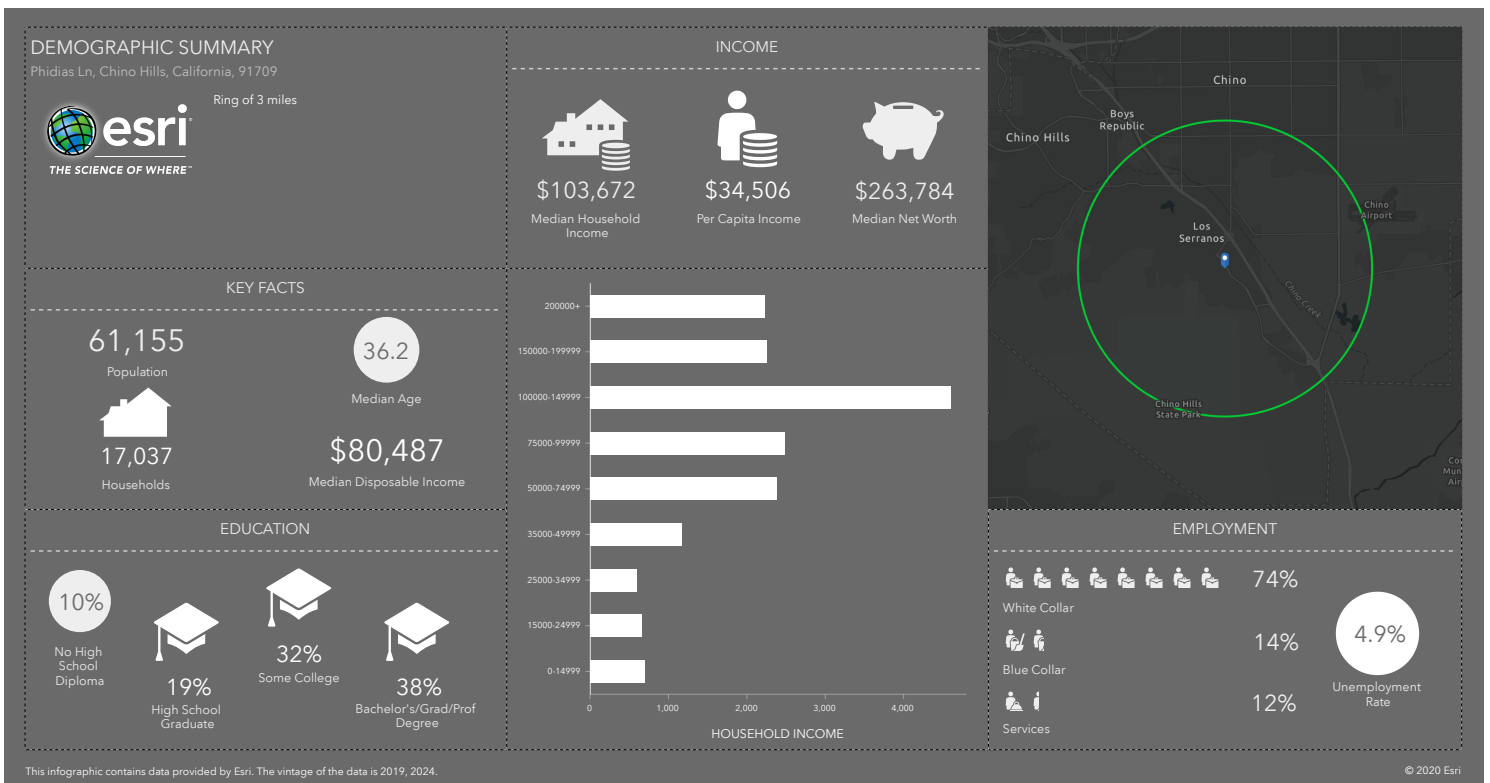 DEMOGRAPHIC SUMMARY
Phidias Ln, Chino Hills, California, 91709
Ring of 3 miles
esri
THE SCIENCE OF WHERE™
INCOME
$103,672
Median Household
Income
$34,506
Per Capita Income
$263,784
Median Net Worth
Chino
Boys
Republic
Chino Hills
Chino
Airport
Los
Serranos
Chino Creek
Chino Hills
State Park
KEY FACTS
61,155
Population
36.2
Median Age
17,037
Households
$80,487
Median Disposable Income
200000+
150000-199999
100000-149999
75000-99999
50000-74999
35000-49999
25000-34999
15000-24999
0-14999
0
1,000
2,000
3,000
4,000
HOUSEHOLD INCOME
EDUCATION
10%
No High
School
Diploma
19%
High School
Graduate
32%
Some College
38%
Bachelor's/Grad/Prof
Degree
EMPLOYMENT
74%
White Collar
14%
Blue Collar
12%
Services
4.9%
Unemployment
Rate
This infographic contains data provided by Esri. The vintage of the data is 2019, 2024.
© 2020 Esri